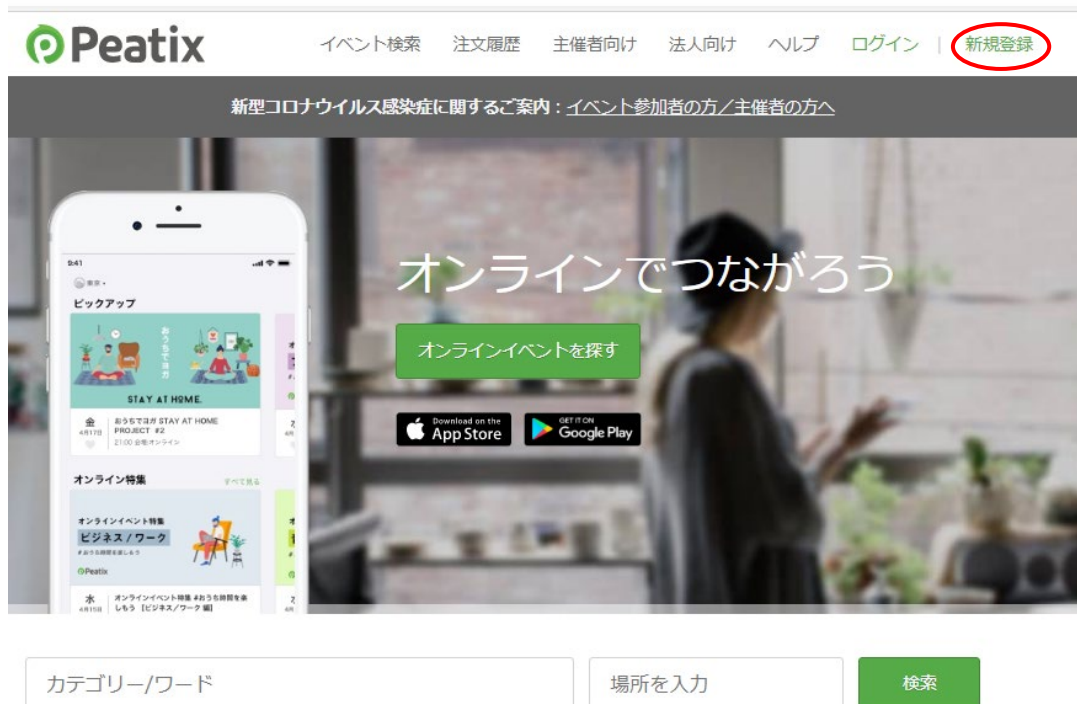 Peatix
イベント検索 注文履歴 主催者向け 法人向け ヘルプ ログイン | 新規登録
新型コロナウイルス感染症に関するご案内：イベント参加者の方／主催者の方へ
オンラインでつながろう
オンラインイベントを探す
Download on the
App Store
GET IT ON
Google Play
9:41
東京
ピックアップ
おうちでヨガ
STAY AT HOME.
金
4月17日
おうちでヨガ STAY AT HOME
PROJECT #2
21:00 会場:オンライン
オンライン特集 すべて見る
オンラインイベント特集
ビジネス / ワーク
#おうち時間を楽しもう
Peatix
水
4月15日
オンラインイベント特集 #おうち時間を楽
しもう【ビジネス／ワーク 編】
カテゴリー/ワード
場所を入力
検索